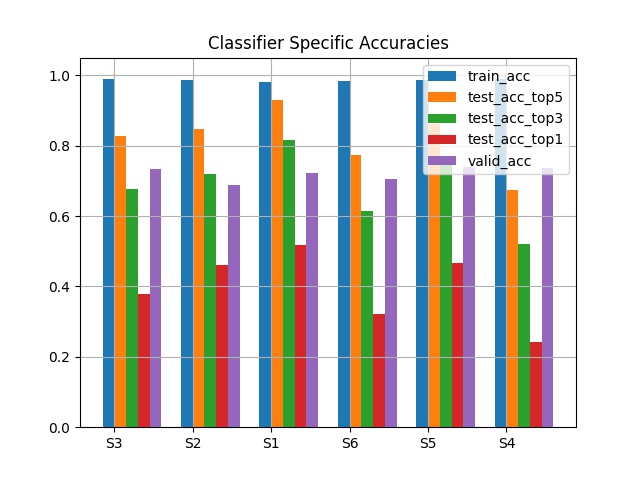 Classifier Specific Accuracies
1.0
0.8
0.6
0.4
0.2
0.0
train_acc
test_acc_top5
test_acc_top3
test_acc_top1
valid_acc
S3 S2 S1 S6 S5 S4